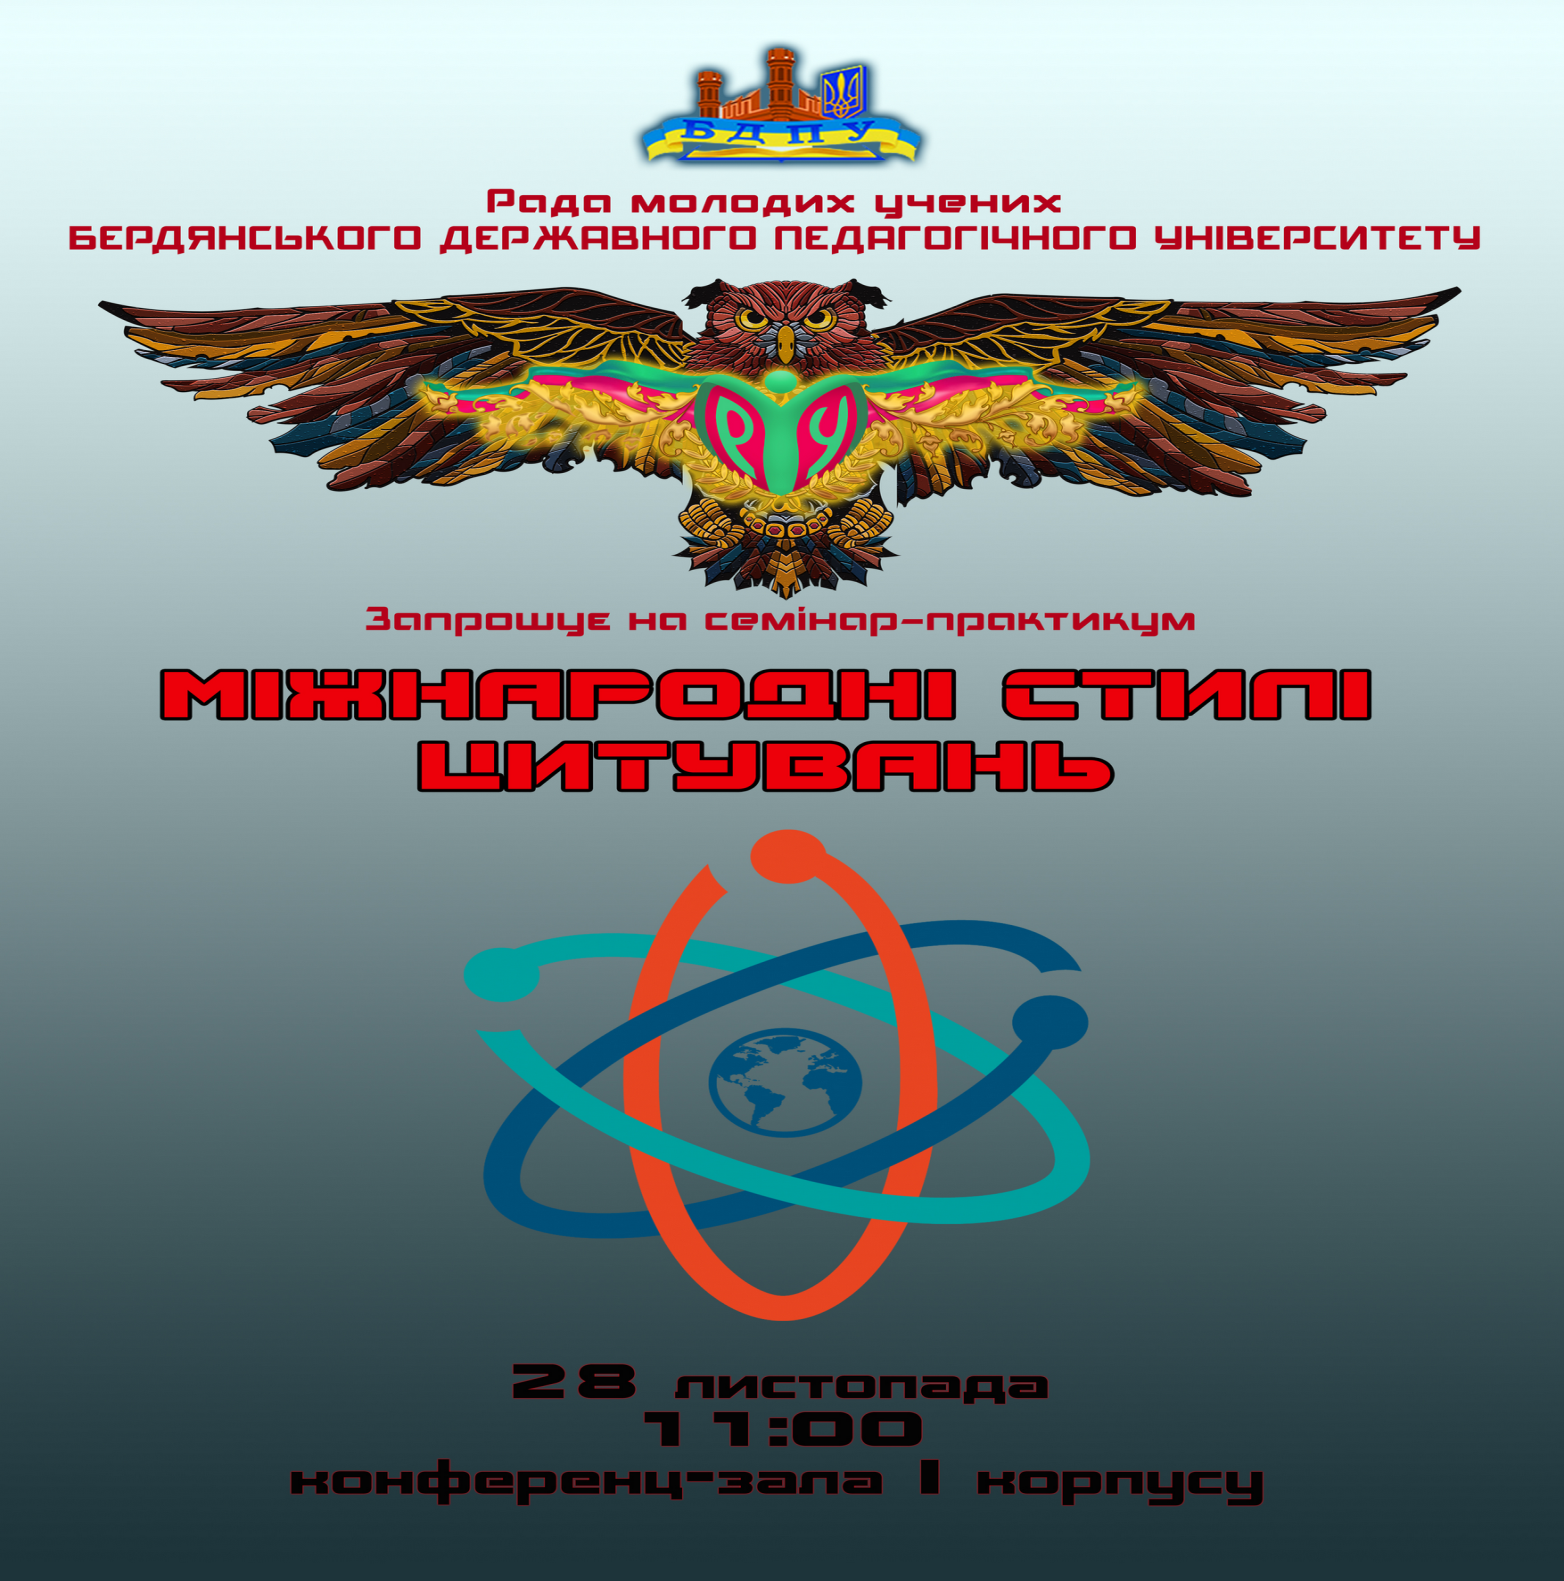 БДПУ
Рада молодих учених
БЕРДЯНСЬКОГО ДЕРЖАВНОГО ПЕДАГОГІЧНОГО УНІВЕРСИТЕТУ
РУ
Запрошує на семінар-практикум
МІЖНАРОДНІ СТИЛІ
ЦИТУВАНЬ
28 листопада
11:00
конференц-зала І корпусу